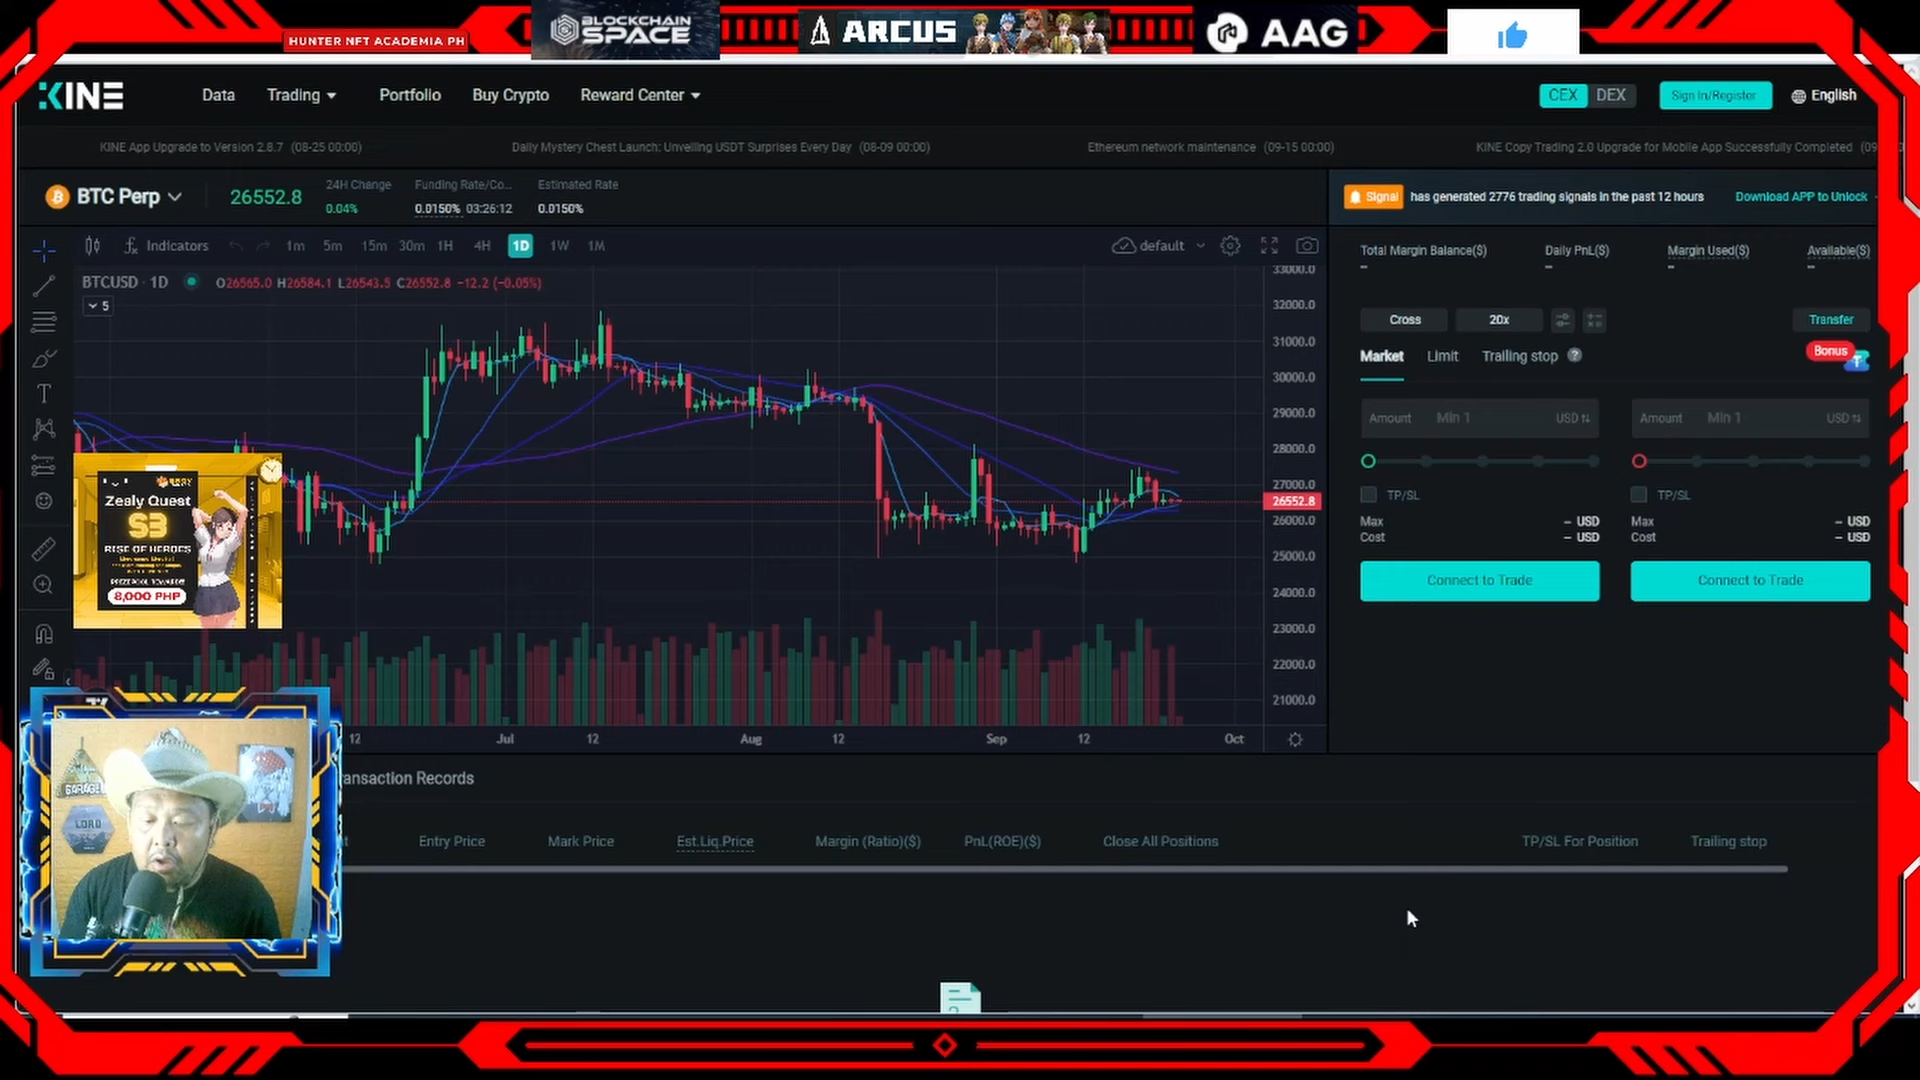 HUNTER NFT ACADEMIA PH
BLOCKCHAIN
SPACE
ARCUS
AAG
KINE
Data
Trading
Portfolio
Buy Crypto
Reward Center
CEX
DEX
Sign In/Register
English
KINE App Upgrade to Version 2.8.7 (08-25 00:00)
Daily Mystery Chest Launch: Unveiling USDT Surprises Every Day (08-09 00:00)
Ethereum network maintenance (09-15 00:00)
KINE Copy Trading 2.0 Upgrade for Mobile App Successfully Completed (09
BTC Perp
26552.8
24H Change
0.04%
Funding Rate/Co...
0.0150% 03:26:12
Estimated Rate
0.0150%
Signal
has generated 2776 trading signals in the past 12 hours
Download APP to Unlock
Indicators
1m
5m
15m
30m
1H
4H
1D
1W
1M
default
BTCUSD · 1D
O26565.0 H26584.1 L26543.5 C26552.8 -12.2 (-0.05%)
5
33000.0
32000.0
31000.0
30000.0
29000.0
28000.0
27000.0
26552.8
26000.0
25000.0
24000.0
23000.0
22000.0
21000.0
12
Jul
12
Aug
12
Sep
12
Oct
Total Margin Balance($)
–
Daily PnL($)
–
Margin Used($)
–
Available($)
–
Cross
20x
Transfer
Market
Limit
Trailing stop
?
Bonus
Amount Min 1 USD
Amount Min 1 USD
TP/SL
TP/SL
Max – USD
Cost – USD
Max – USD
Cost – USD
Connect to Trade
Connect to Trade
Zealy Quest
S3
RISE OF HEROES
8,000 PHP
GARAGE
LORD
ansaction Records
Entry Price
Mark Price
Est.Liq.Price
Margin (Ratio)($)
PnL(ROE)($)
Close All Positions
TP/SL For Position
Trailing stop